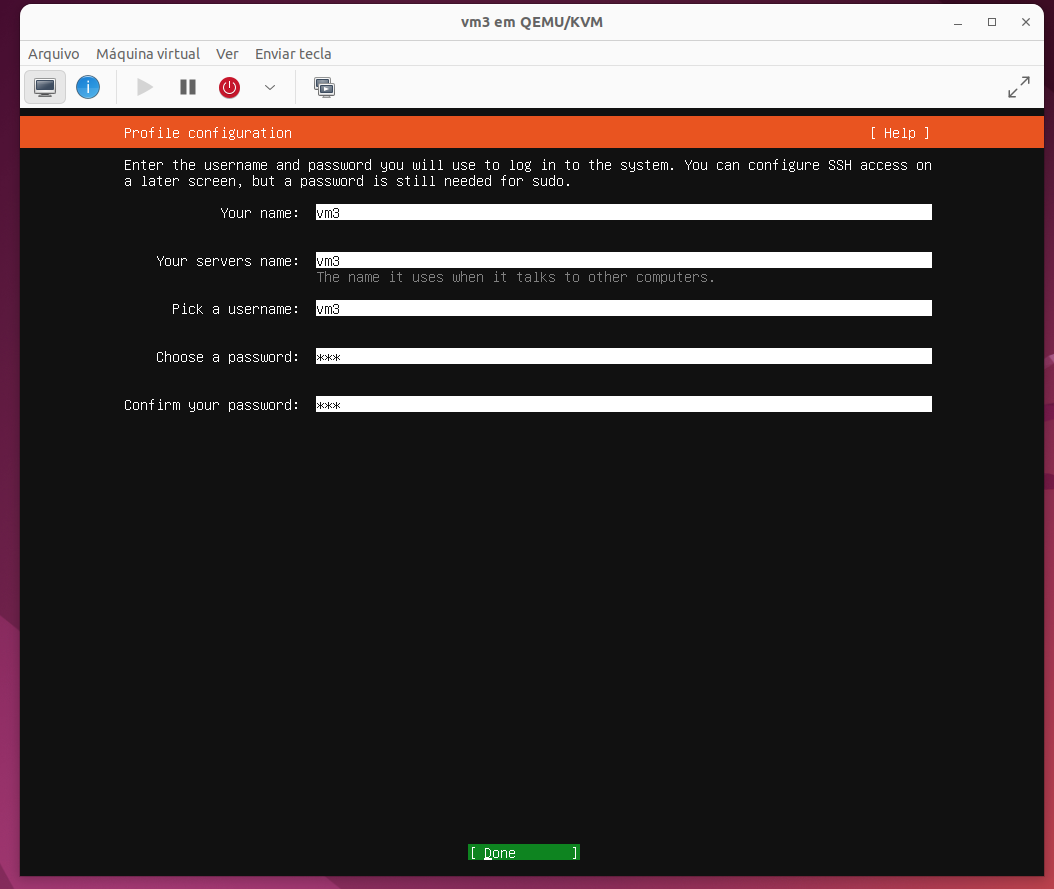 vm3 em QEMU/KVM
Arquivo Máquina virtual Ver Enviar tecla
Profile configuration [ Help ]
Enter the username and password you will use to log in to the system. You can configure SSH access on
a later screen, but a password is still needed for sudo.
Your name: vm3
Your servers name: vm3
The name it uses when it talks to other computers.
Pick a username: vm3
Choose a password: ***
Confirm your password: ***
[ Done ]